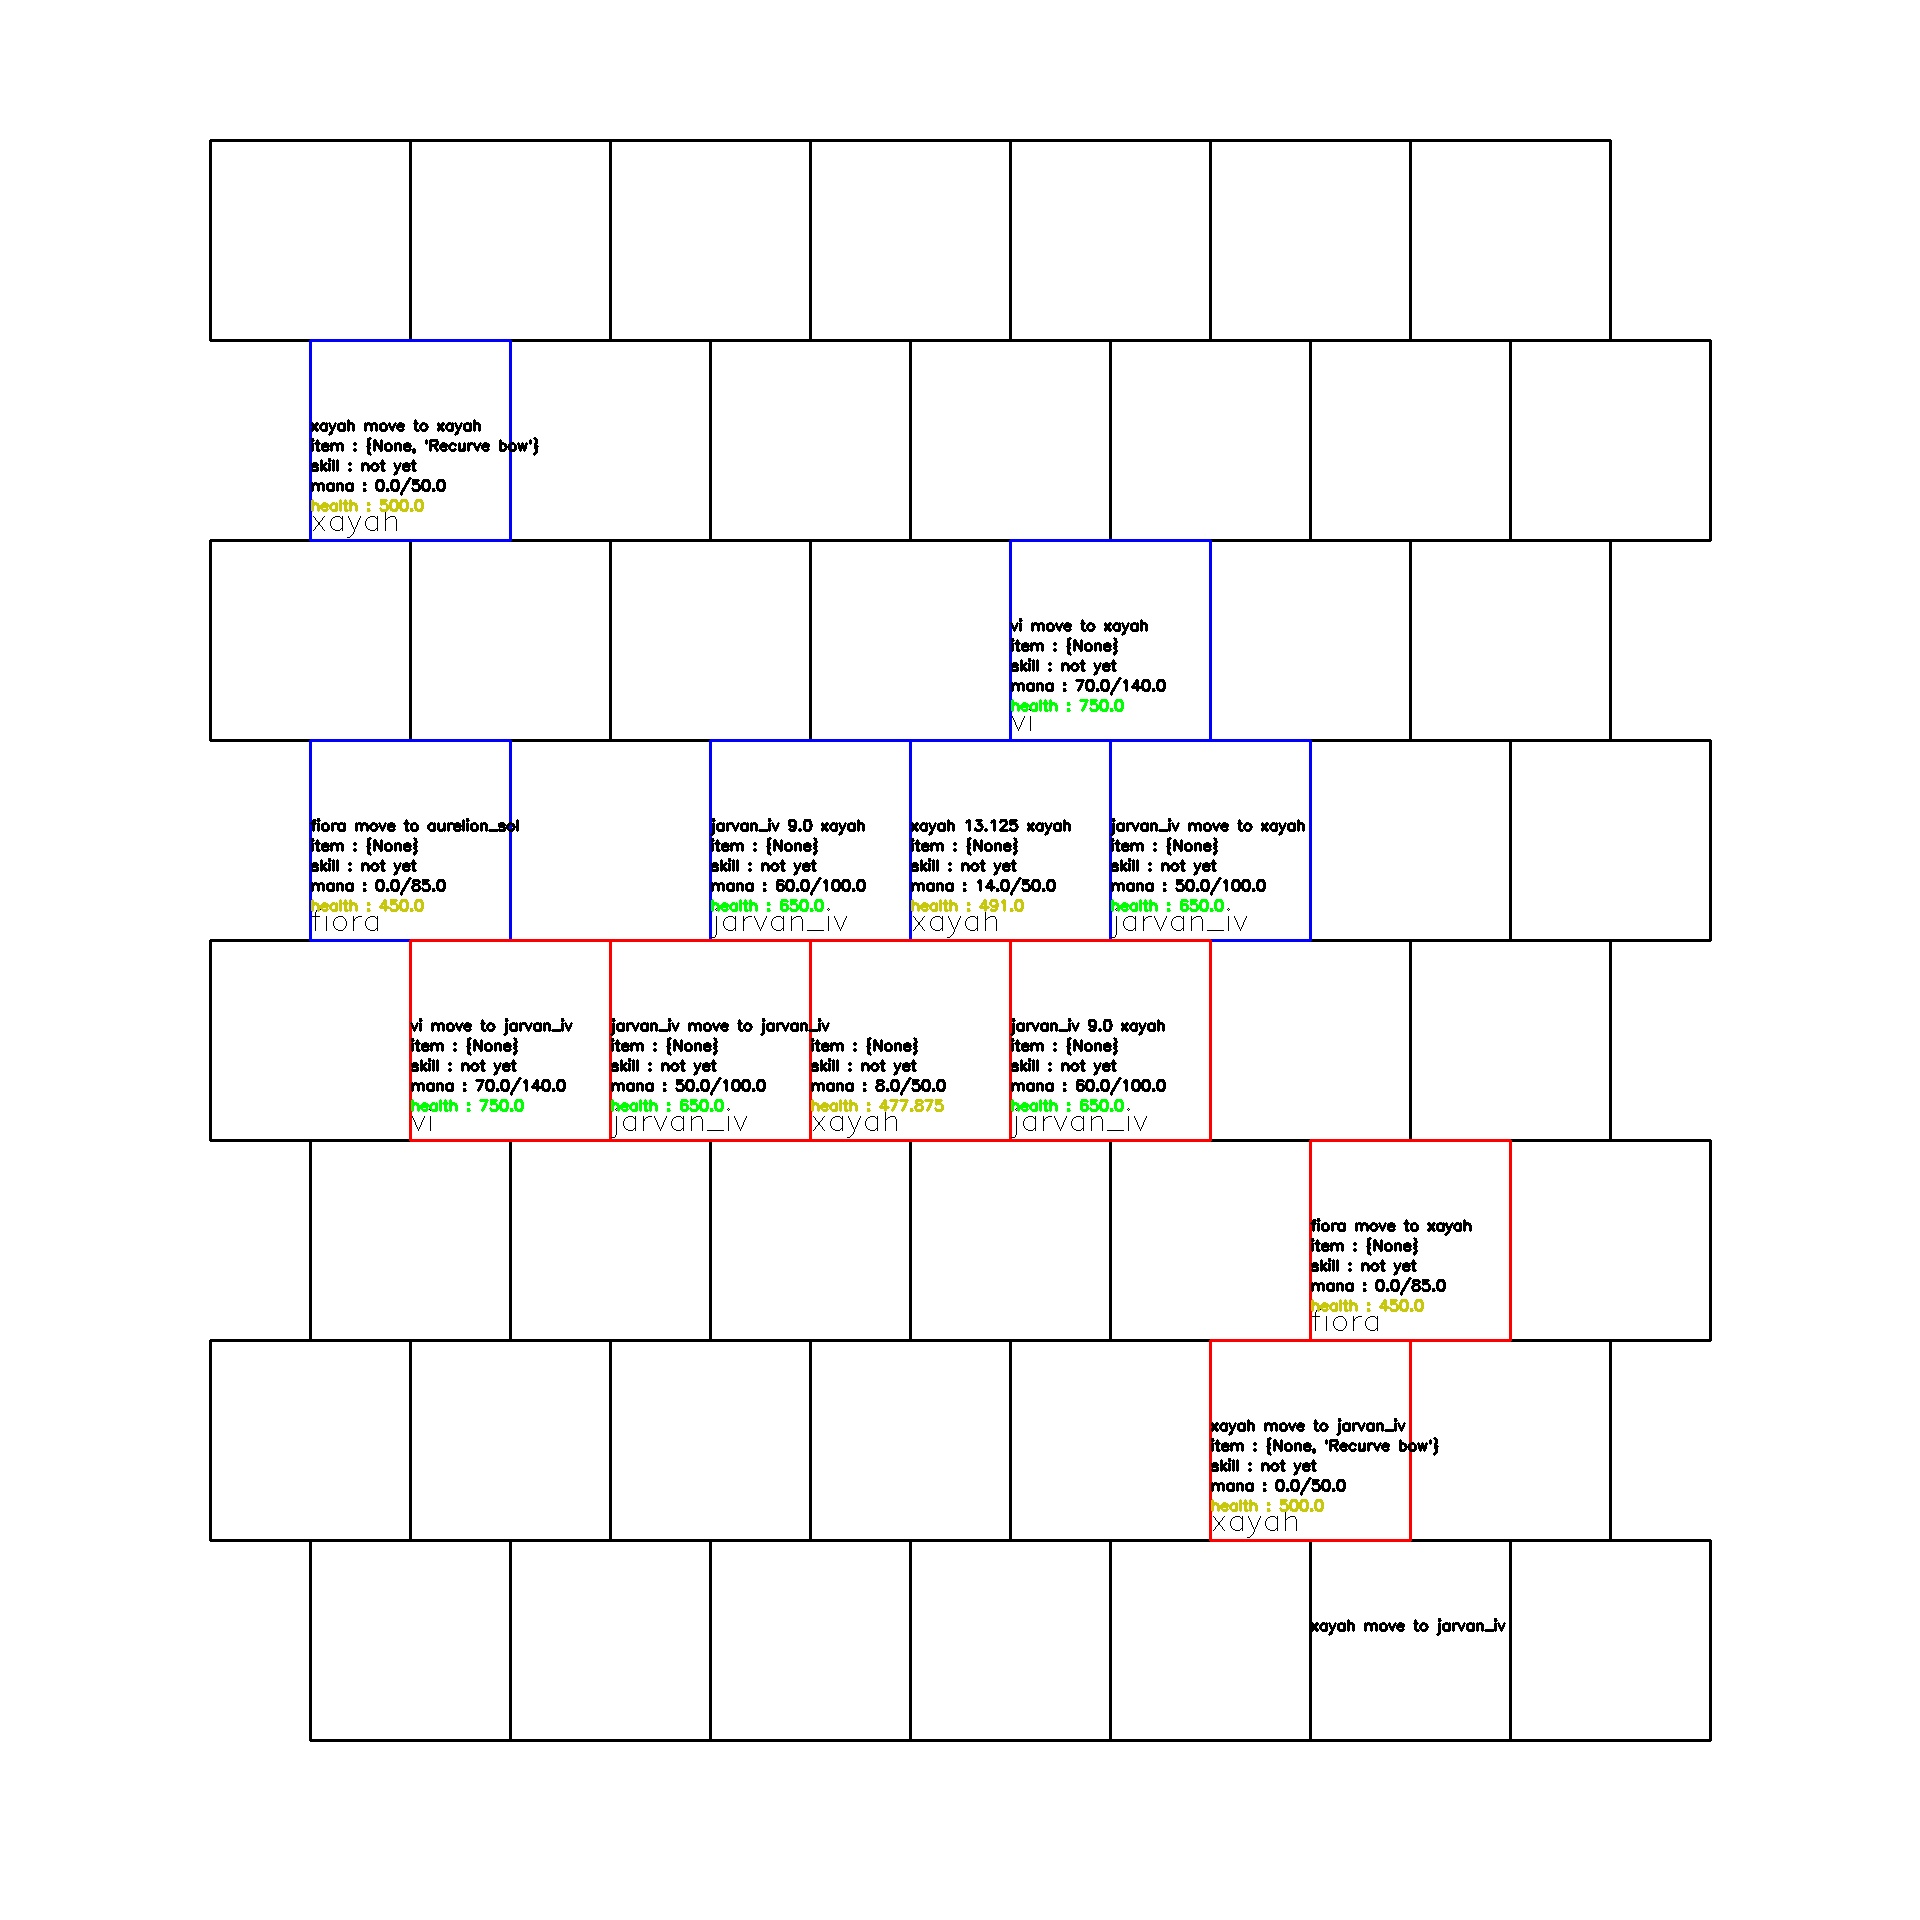 xayah move to xayah
item : {None, 'Recurve bow'}
skill : not yet
mana : 0.0/50.0
health : 500.0
xayah
vi move to xayah
item : {None}
skill : not yet
mana : 70.0/140.0
health : 750.0
vi
fiora move to aurelion_sol
item : {None}
skill : not yet
mana : 0.0/85.0
health : 450.0
fiora
jarvan_iv 9.0 xayah
item : {None}
skill : not yet
mana : 60.0/100.0
health : 650.0
jarvan_iv
xayah 13.125 xayah
item : {None}
skill : not yet
mana : 14.0/50.0
health : 491.0
xayah
jarvan_iv move to xayah
item : {None}
skill : not yet
mana : 50.0/100.0
health : 650.0
jarvan_iv
vi move to jarvan_iv
item : {None}
skill : not yet
mana : 70.0/140.0
health : 750.0
vi
jarvan_iv move to jarvan_iv
item : {None}
skill : not yet
mana : 50.0/100.0
health : 650.0
jarvan_iv
item : {None}
skill : not yet
mana : 8.0/50.0
health : 477.875
xayah
jarvan_iv 9.0 xayah
item : {None}
skill : not yet
mana : 60.0/100.0
health : 650.0
jarvan_iv
fiora move to xayah
item : {None}
skill : not yet
mana : 0.0/85.0
health : 450.0
fiora
xayah move to jarvan_iv
item : {None, 'Recurve bow'}
skill : not yet
mana : 0.0/50.0
health : 500.0
xayah
xayah move to jarvan_iv